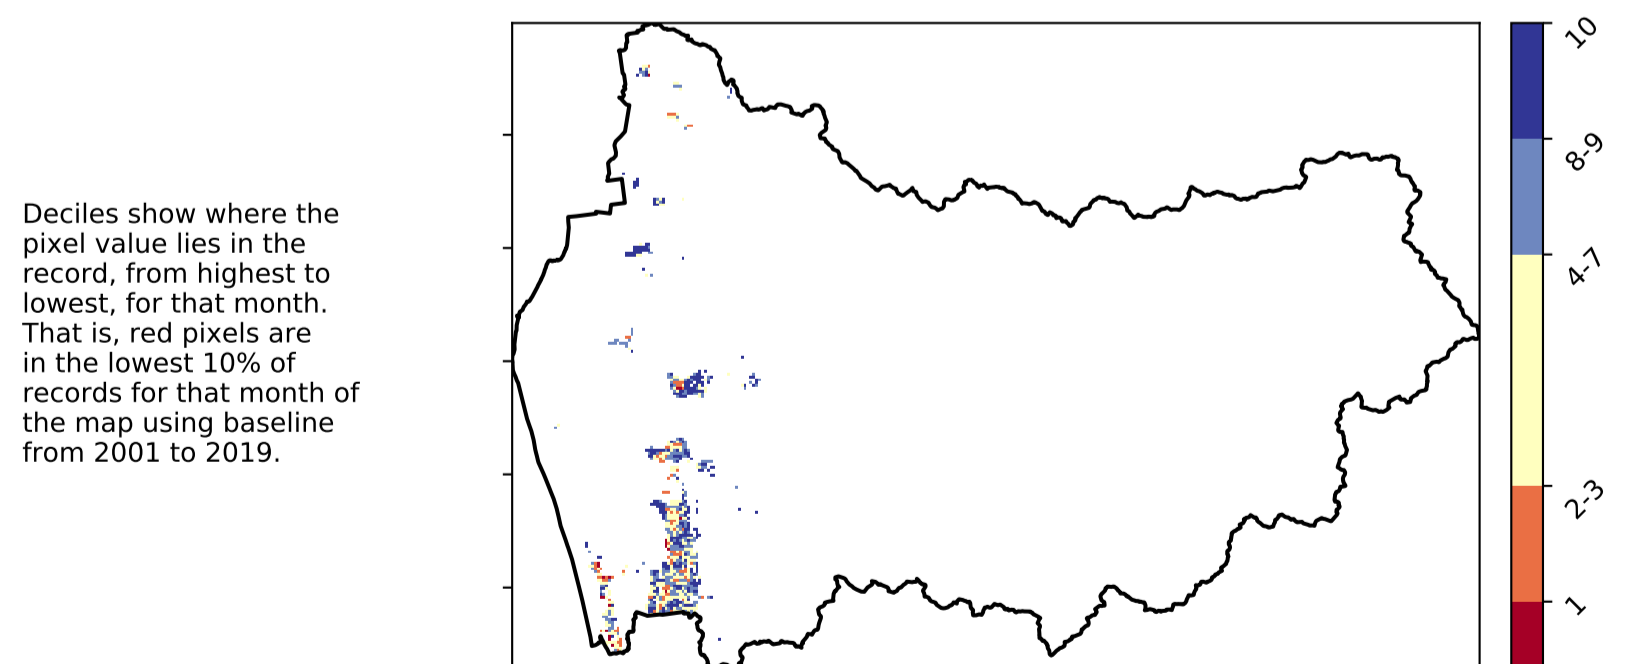 Deciles show where the
pixel value lies in the
record, from highest to
lowest, for that month.
That is, red pixels are
in the lowest 10% of
records for that month of
the map using baseline
from 2001 to 2019.
10
8-9
4-7
2-3
1